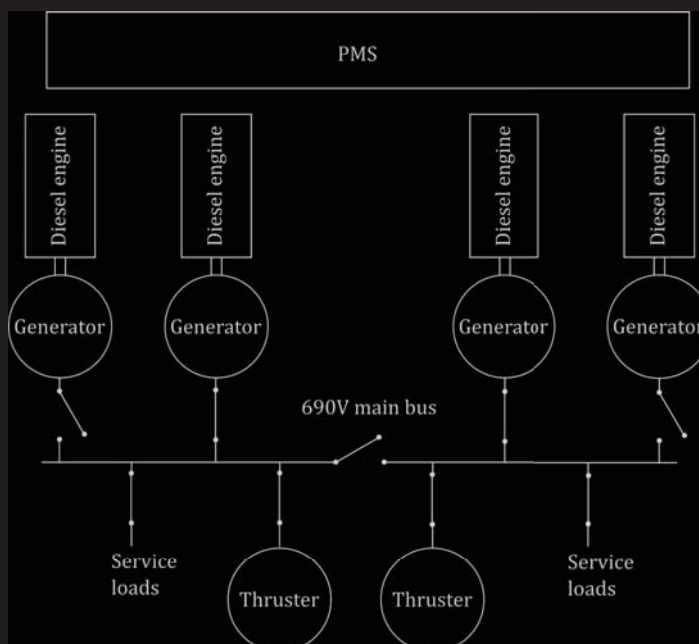 PMS
Diesel engine
Diesel engine
Diesel engine
Diesel engine
Generator
Generator
Generator
Generator
690V main bus
Service
loads
Thruster
Thruster
Service
loads